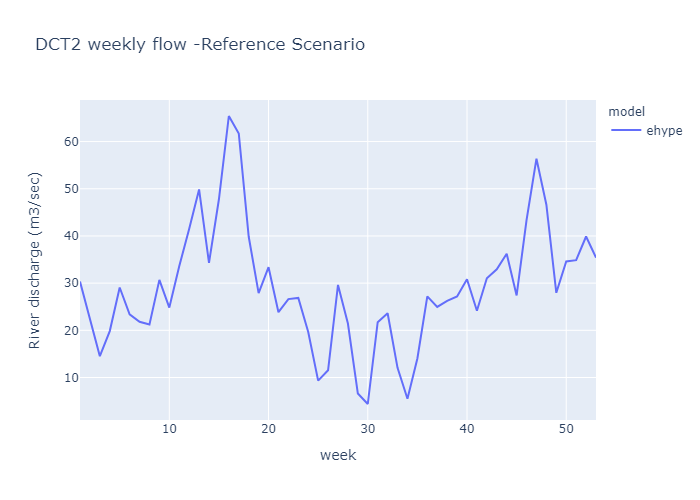 DCT2 weekly flow -Reference Scenario
model
ehype
River discharge (m3/sec)
60
50
40
30
20
10
10
20
30
40
50
week